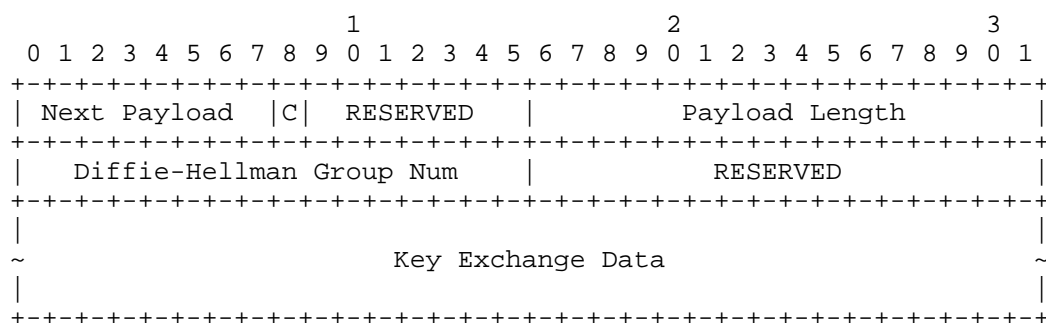 1                   2                   3
 0 1 2 3 4 5 6 7 8 9 0 1 2 3 4 5 6 7 8 9 0 1 2 3 4 5 6 7 8 9 0 1
+-+-+-+-+-+-+-+-+-+-+-+-+-+-+-+-+-+-+-+-+-+-+-+-+-+-+-+-+-+-+-+-+
| Next Payload  |C|  RESERVED   |         Payload Length        |
+-+-+-+-+-+-+-+-+-+-+-+-+-+-+-+-+-+-+-+-+-+-+-+-+-+-+-+-+-+-+-+-+
|   Diffie-Hellman Group Num    |           RESERVED            |
+-+-+-+-+-+-+-+-+-+-+-+-+-+-+-+-+-+-+-+-+-+-+-+-+-+-+-+-+-+-+-+-+
|                                                               |
~                       Key Exchange Data                       ~
|                                                               |
+-+-+-+-+-+-+-+-+-+-+-+-+-+-+-+-+-+-+-+-+-+-+-+-+-+-+-+-+-+-+-+-+